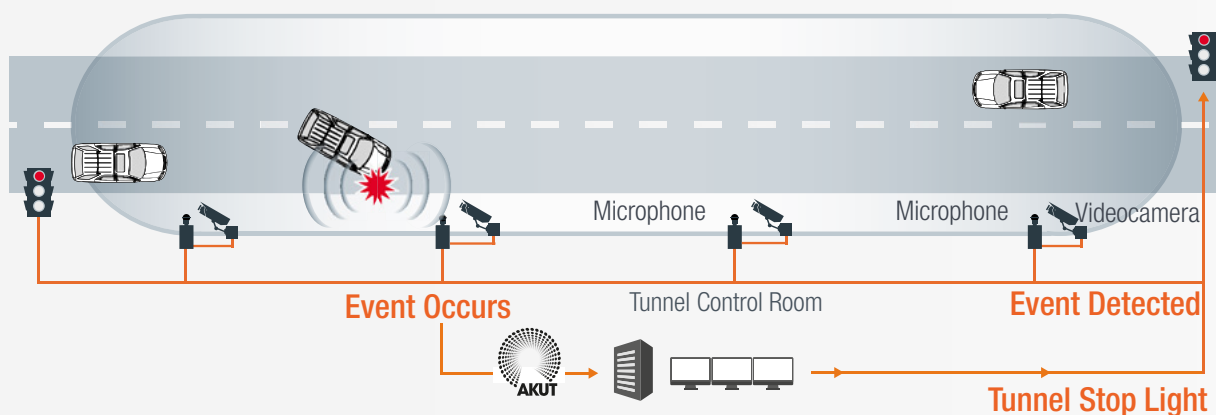 Microphone
Microphone
Videocamera
Event Occurs
Tunnel Control Room
Event Detected
AKUT
Tunnel Stop Light